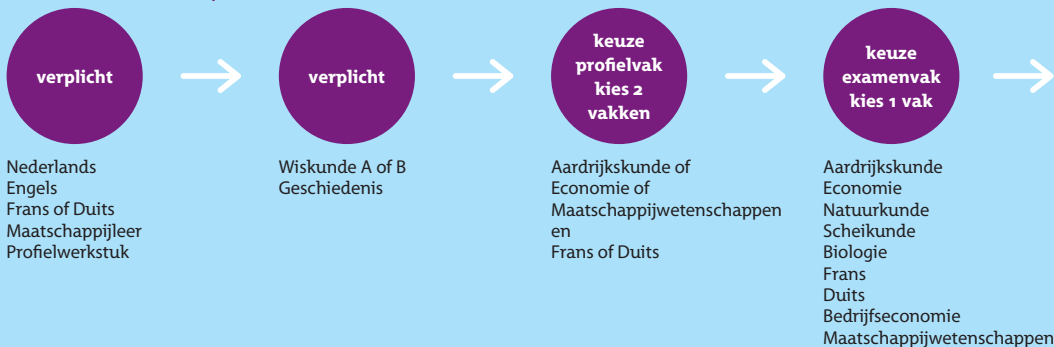 verplicht
Nederlands
Engels
Frans of Duits
Maatschappijleer
Profielwerkstuk
verplicht
Wiskunde A of B
Geschiedenis
keuze
profielvak
kies 2
vakken
Aardrijkskunde of
Economie of
Maatschappijwetenschappen
en
Frans of Duits
keuze
examenvak
kies 1 vak
Aardrijkskunde
Economie
Natuurkunde
Scheikunde
Biologie
Frans
Duits
Bedrijfseconomie
Maatschappijwetenschappen